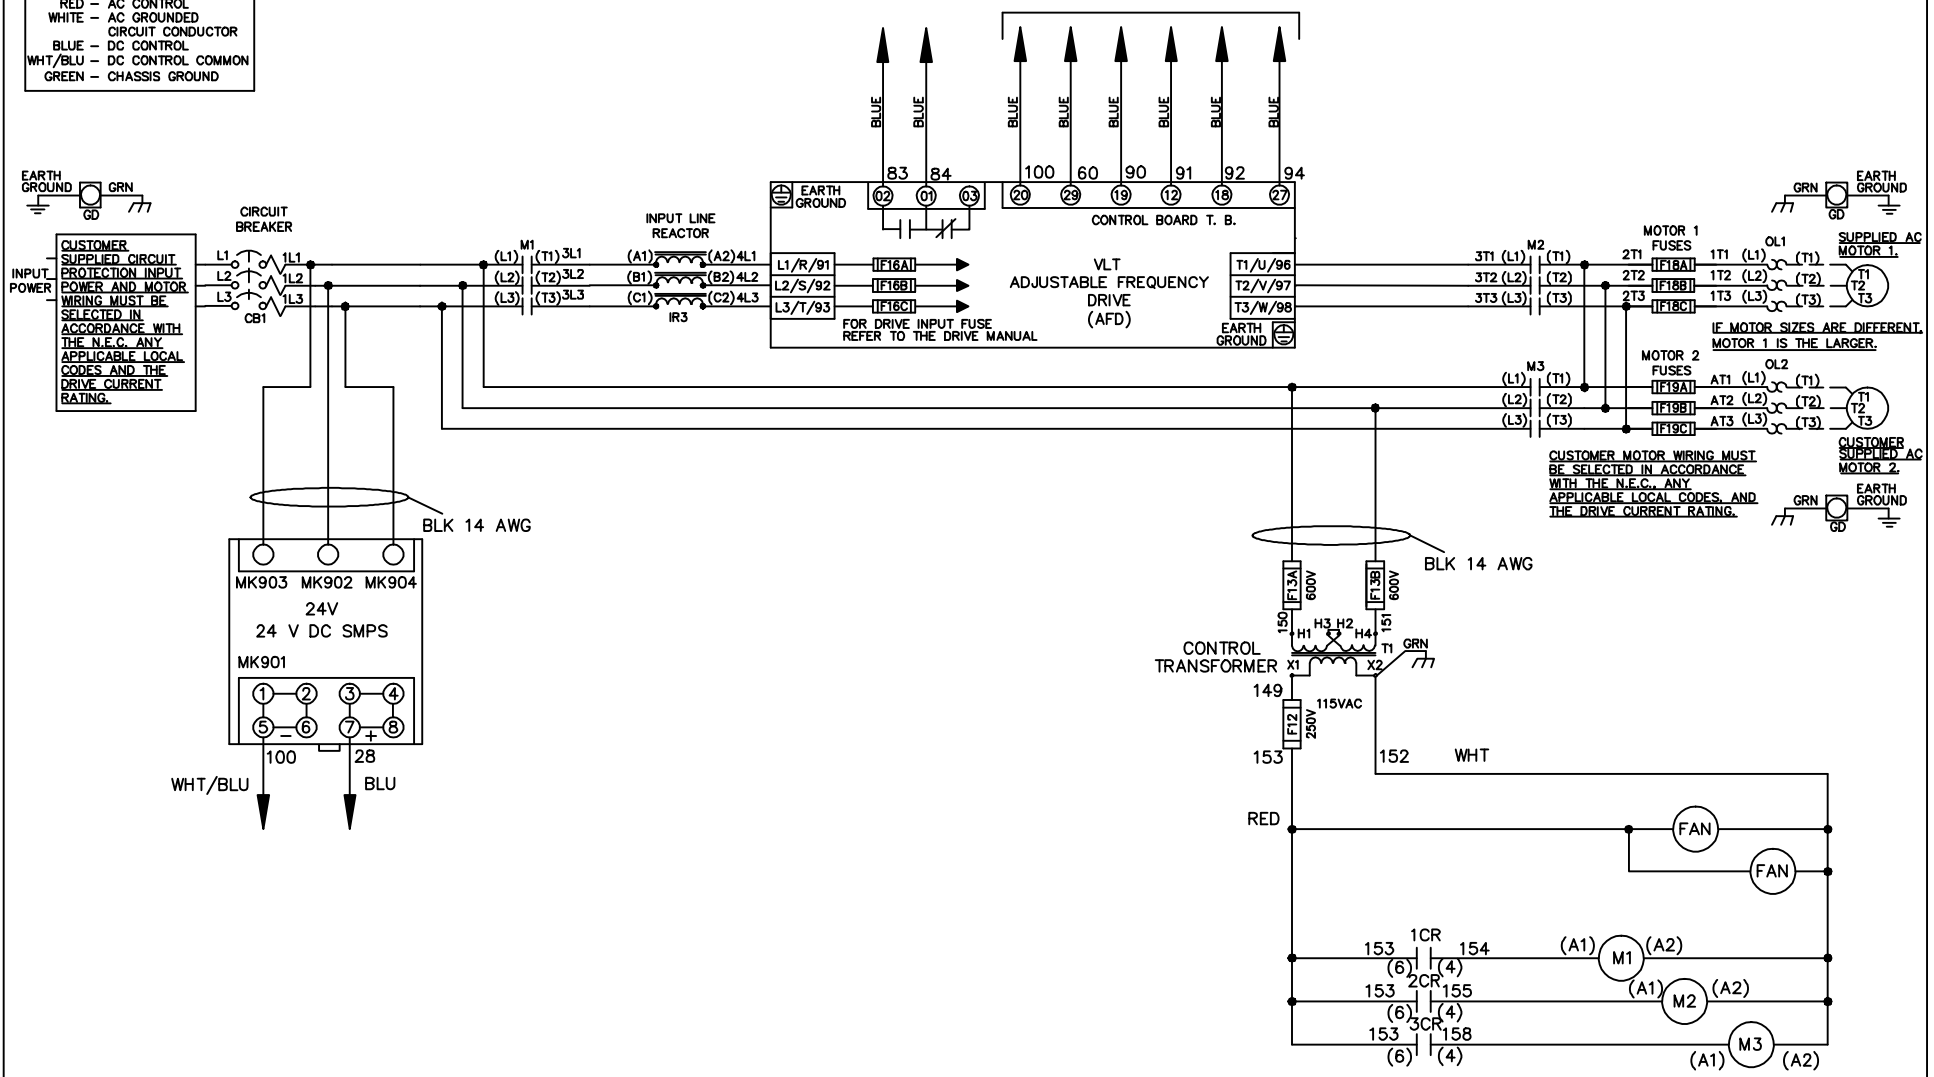 RED – AC CONTROL
WHITE – AC GROUNDED
CIRCUIT CONDUCTOR
BLUE – DC CONTROL
WHT/BLU – DC CONTROL COMMON
GREEN – CHASSIS GROUND
BLUE
BLUE
BLUE
BLUE
BLUE
BLUE
BLUE
BLUE
83 84 100 60 90 91 92 94
EARTH
GROUND
02 01 03 20 29 19 12 18 27
CONTROL BOARD T. B.
EARTH
GROUND GRN
GD
CIRCUIT
BREAKER
INPUT LINE
REACTOR
INPUT
POWER
CUSTOMER
SUPPLIED CIRCUIT
PROTECTION INPUT
POWER AND MOTOR
WIRING MUST BE
SELECTED IN
ACCORDANCE WITH
THE N.E.C. ANY
APPLICABLE LOCAL
CODES AND THE
DRIVE CURRENT
RATING.
L1 1L1
L2 1L2
L3 1L3
CB1
M1
(L1) (T1) 3L1
(L2) (T2) 3L2
(L3) (T3) 3L3
(A1) (A2) 4L1
(B1) (B2) 4L2
(C1) (C2) 4L3
IR3
L1/R/91 F16A
L2/S/92 F16B
L3/T/93 F16C
FOR DRIVE INPUT FUSE
REFER TO THE DRIVE MANUAL
VLT
ADJUSTABLE FREQUENCY
DRIVE
(AFD)
T1/U/96
T2/V/97
T3/W/98
EARTH
GROUND
M2
3T1 (L1) (T1)
3T2 (L2) (T2)
3T3 (L3) (T3)
MOTOR 1
FUSES
2T1 F18A 1T1
2T2 F18B 1T2
2T3 F18C 1T3
OL1
(L1) (T1)
(L2) (T2)
(L3) (T3)
GRN EARTH
GROUND
GD
SUPPLIED AC
MOTOR 1.
T1
T2
T3
IF MOTOR SIZES ARE DIFFERENT,
MOTOR 1 IS THE LARGER.
M3
(L1) (T1)
(L2) (T2)
(L3) (T3)
MOTOR 2
FUSES
F19A AT1
F19B AT2
F19C AT3
OL2
(L1) (T1)
(L2) (T2)
(L3) (T3)
T1
T2
T3
CUSTOMER
SUPPLIED AC
MOTOR 2.
CUSTOMER MOTOR WIRING MUST
BE SELECTED IN ACCORDANCE
WITH THE N.E.C., ANY
APPLICABLE LOCAL CODES, AND
THE DRIVE CURRENT RATING.
GRN EARTH
GROUND
GD
BLK 14 AWG
MK903 MK902 MK904
24V
24 V DC SMPS
MK901
1 2 3 4
5 6 7 8
– +
100 28
WHT/BLU BLU
BLK 14 AWG
F13A 600V
F13B 600V
150 151
H1 H3 H2 H4
T1
GRN
CONTROL
TRANSFORMER
X1 X2
149
115VAC
F12 250V
153 152 WHT
RED
FAN
FAN
1CR
153 154 (A1) M1 (A2)
(6) (4)
2CR
153 155 (A1) M2 (A2)
(6) (4)
3CR
153 158 M3
(6) (4) (A1) (A2)